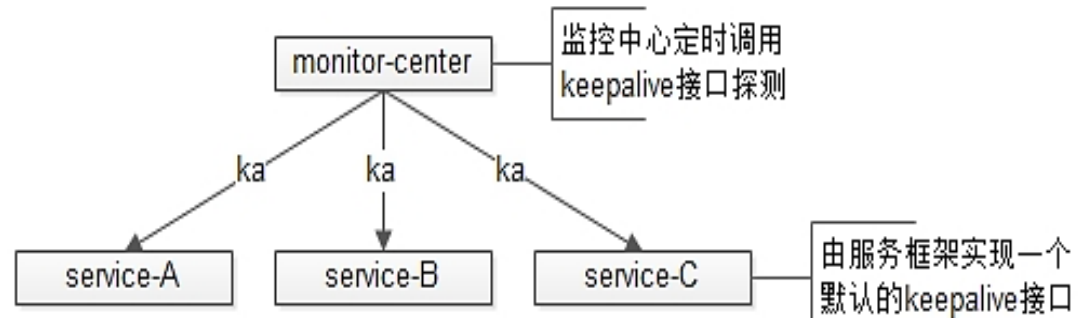 monitor-center
监控中心定时调用
keepalive接口探测
ka
ka
ka
service-A
service-B
service-C
由服务框架实现一个
默认的keepalive接口